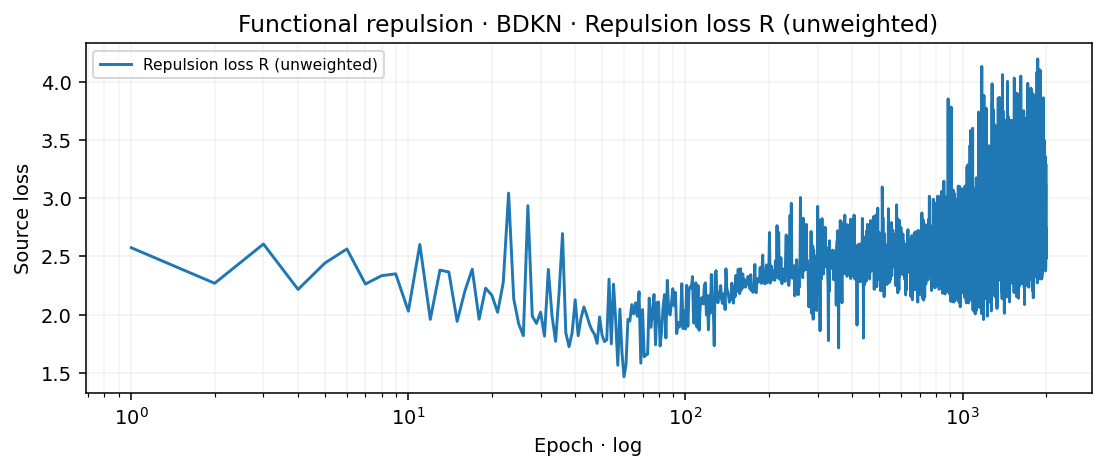 Functional repulsion · BDKN · Repulsion loss R (unweighted)
Repulsion loss R (unweighted)
Source loss
4.0
3.5
3.0
2.5
2.0
1.5
10⁰ 10¹ 10² 10³
Epoch · log